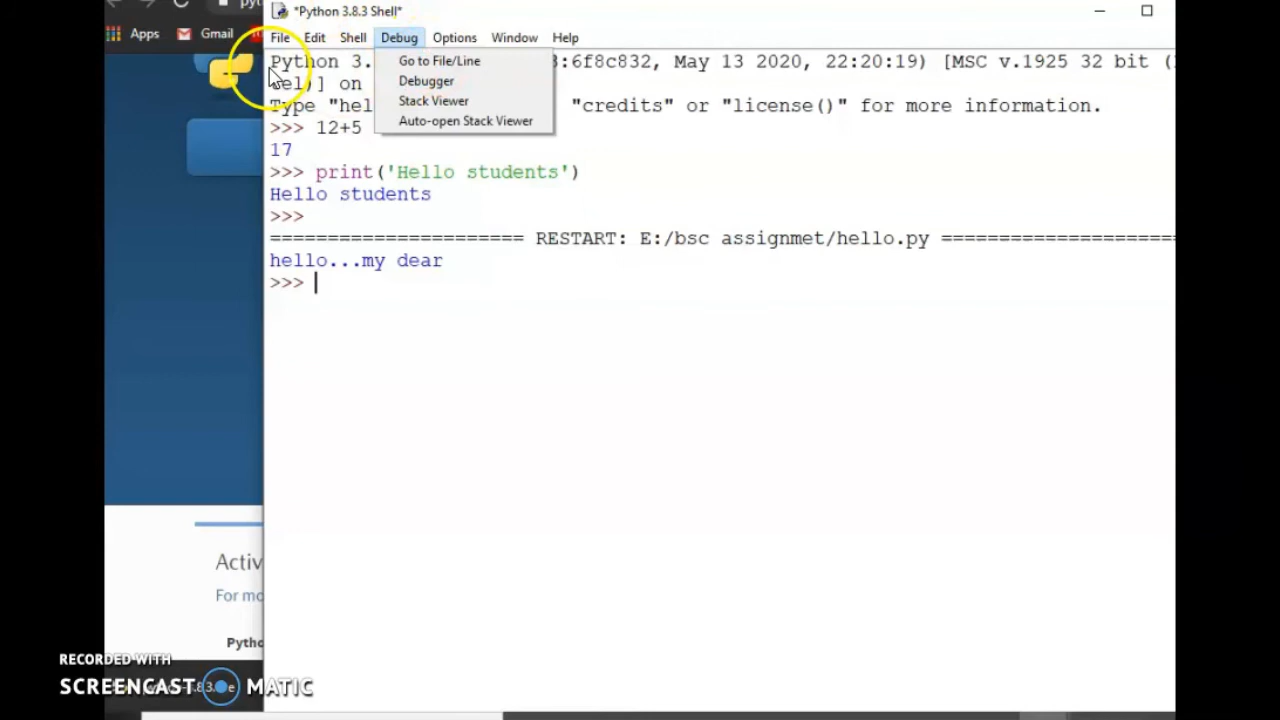 pyt
*Python 3.8.3 Shell*
Apps
Gmail
File Edit Shell Debug Options Window Help
Go to File/Line
Debugger
Stack Viewer
Auto-open Stack Viewer
Python 3. :6f8c832, May 13 2020, 22:20:19) [MSC v.1925 32 bit (
tel)] on
Type "hel "credits" or "license()" for more information.
>>> 12+5
17
>>> print('Hello students')
Hello students
>>>
====================== RESTART: E:/bsc assignmet/hello.py =====================
hello...my dear
>>>
Activ
For mo
Pytho
RECORDED WITH
SCREENCAST MATIC